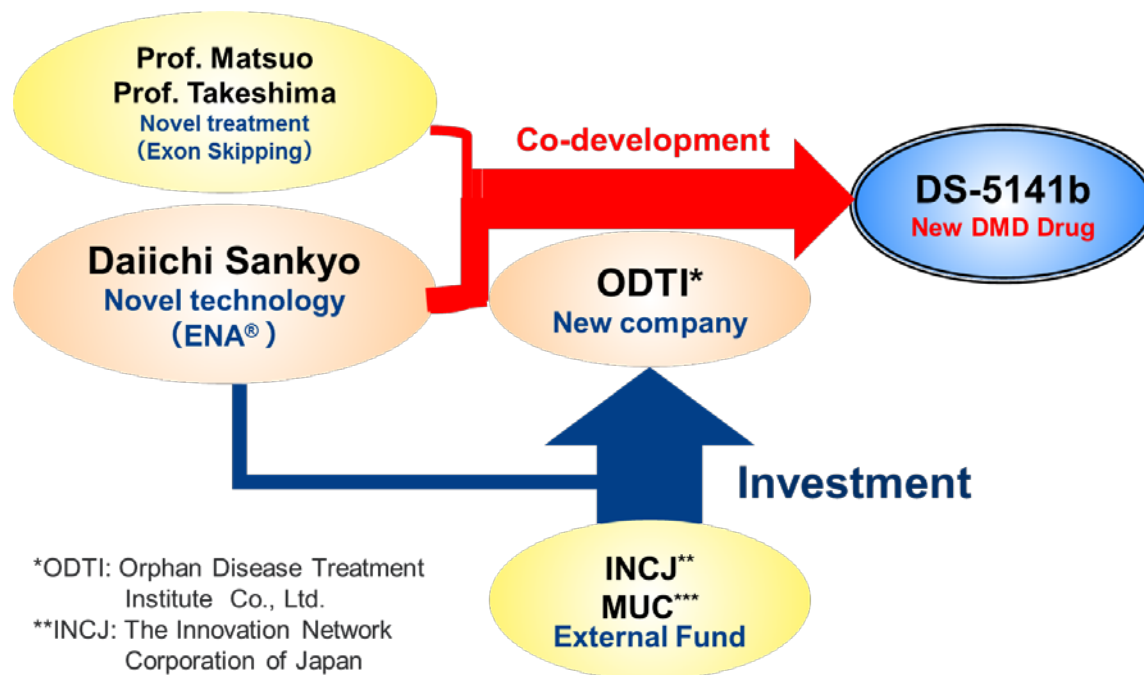 Prof. Matsuo
Prof. Takeshima
Novel treatment
(Exon Skipping)
Co-development
DS-5141b
New DMD Drug
Daiichi Sankyo
Novel technology
(ENA®)
ODTI*
New company
Investment
INCJ**
MUC***
External Fund
*ODTI: Orphan Disease Treatment
Institute Co., Ltd.
**INCJ: The Innovation Network
Corporation of Japan